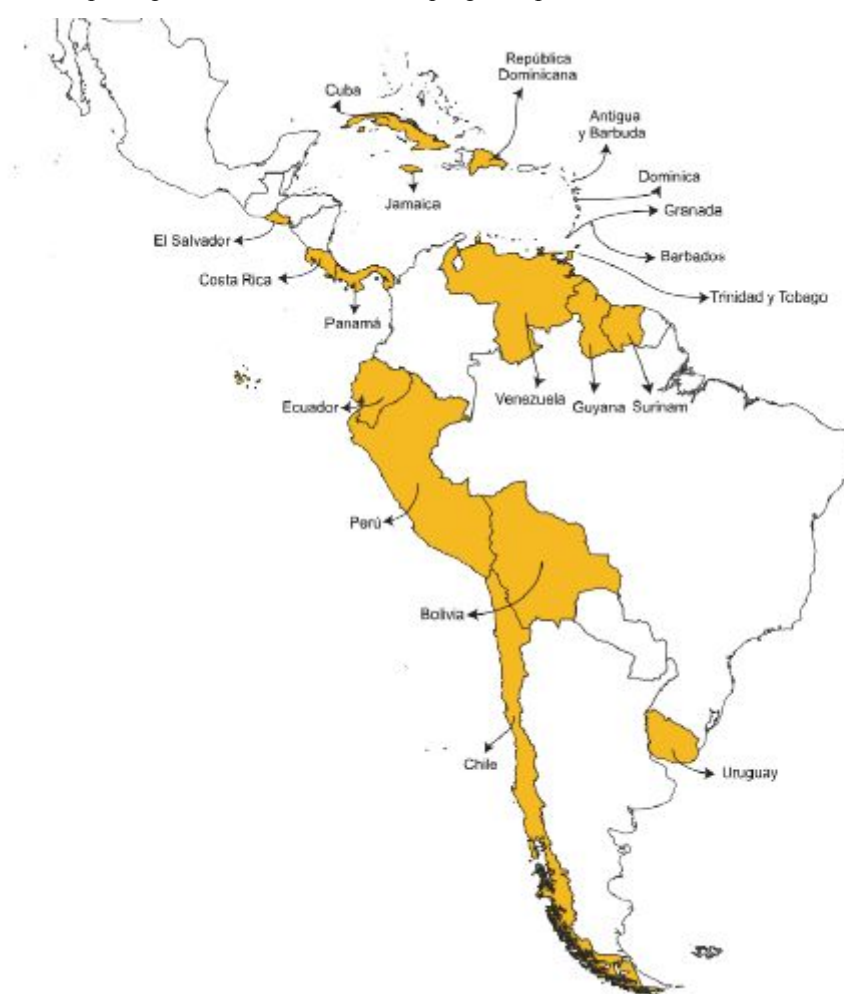 República
Dominicana
Cuba
Antigua
y Barbuda
Dominica
Jamaica
Granada
El Salvador
Barbados
Costa Rica
Trinidad y Tobago
Panamá
Ecuador
Venezuela
Guyana
Surinam
Perú
Bolivia
Chile
Uruguay